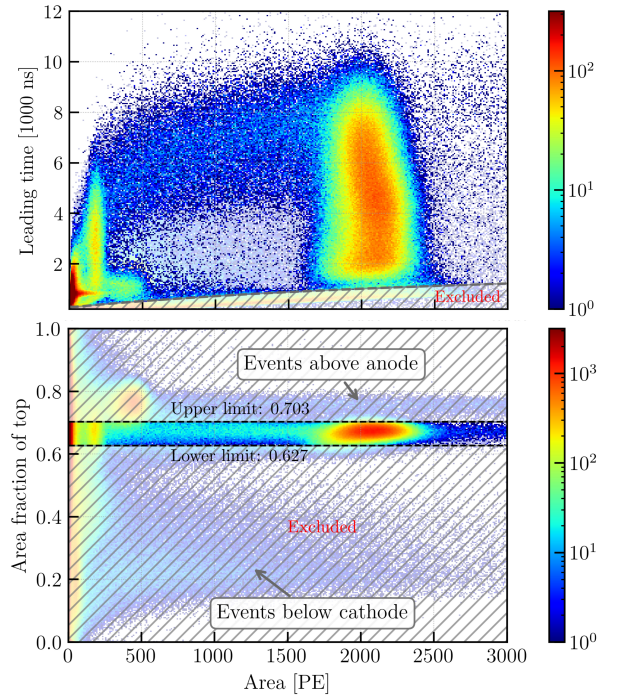 12
10
8
6
4
2
Leading time [1000 ns]
Excluded
10²
10¹
10⁰
1.0
0.8
0.6
0.4
0.2
0.0
Area fraction of top
Events above anode
Upper limit: 0.703
Lower limit: 0.627
Excluded
Events below cathode
10³
10²
10¹
10⁰
0 500 1000 1500 2000 2500 3000
Area [PE]